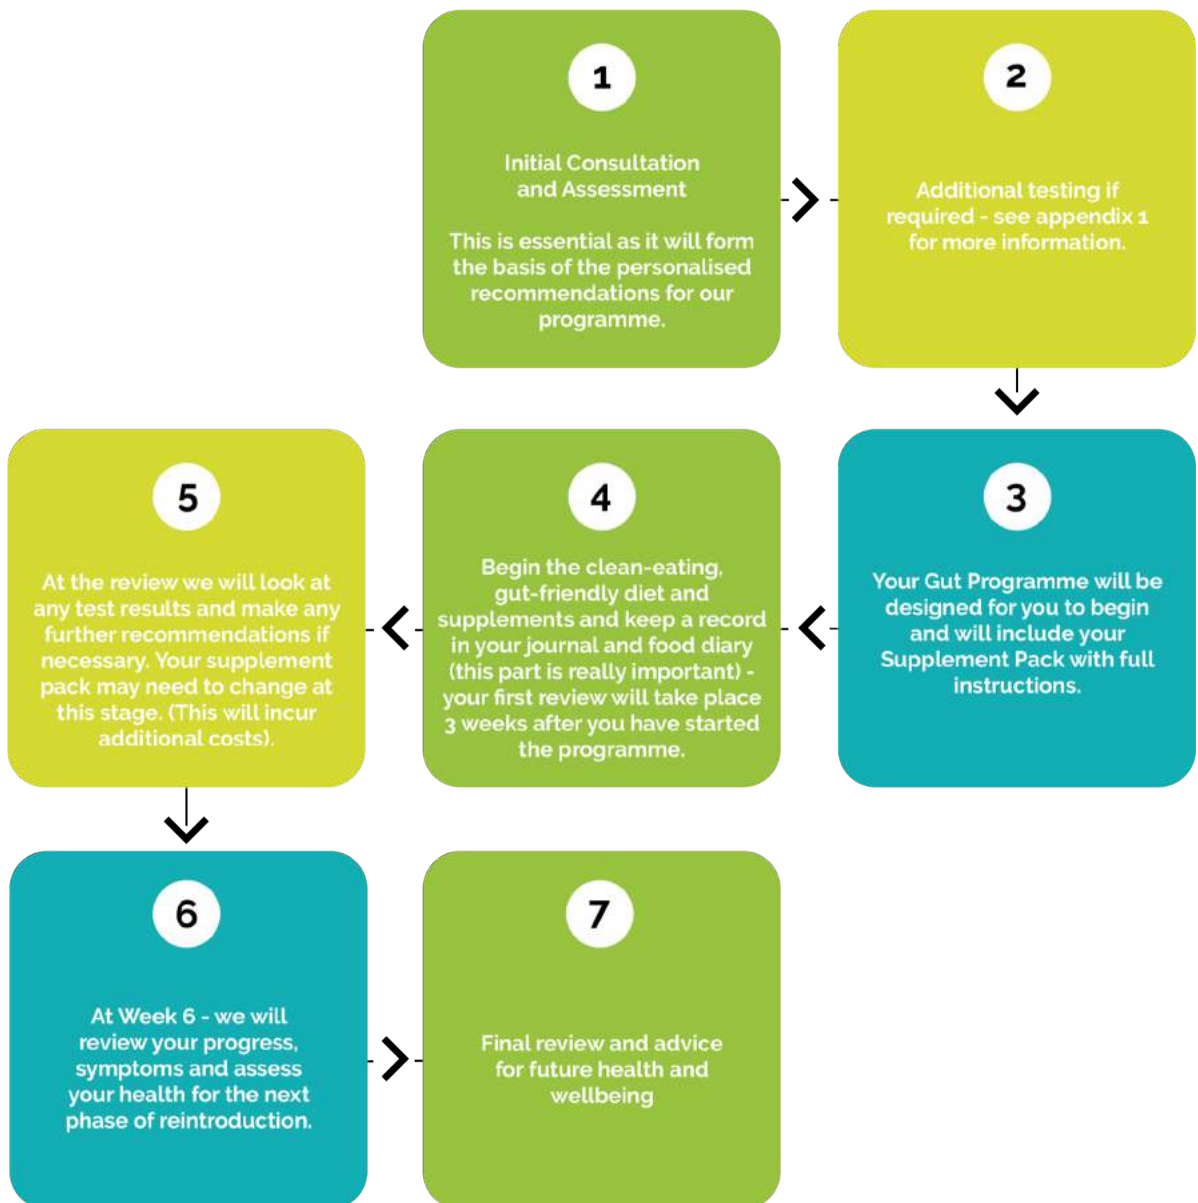 1
Initial Consultation
and Assessment
This is essential as it will form
the basis of the personalised
recommendations for our
programme.
2
Additional testing if
required - see appendix 1
for more information.
3
Your Gut Programme will be
designed for you to begin
and will include your
Supplement Pack with full
instructions.
4
Begin the clean-eating,
gut-friendly diet and
supplements and keep a record
in your journal and food diary
(this part is really important) -
your first review will take place
3 weeks after you have started
the programme.
5
At the review we will look at
any test results and make any
further recommendations if
necessary. Your supplement
pack may need to change at
this stage. (This will incur
additional costs).
6
At Week 6 - we will
review your progress,
symptoms and assess
your health for the next
phase of reintroduction.
7
Final review and advice
for future health and
wellbeing